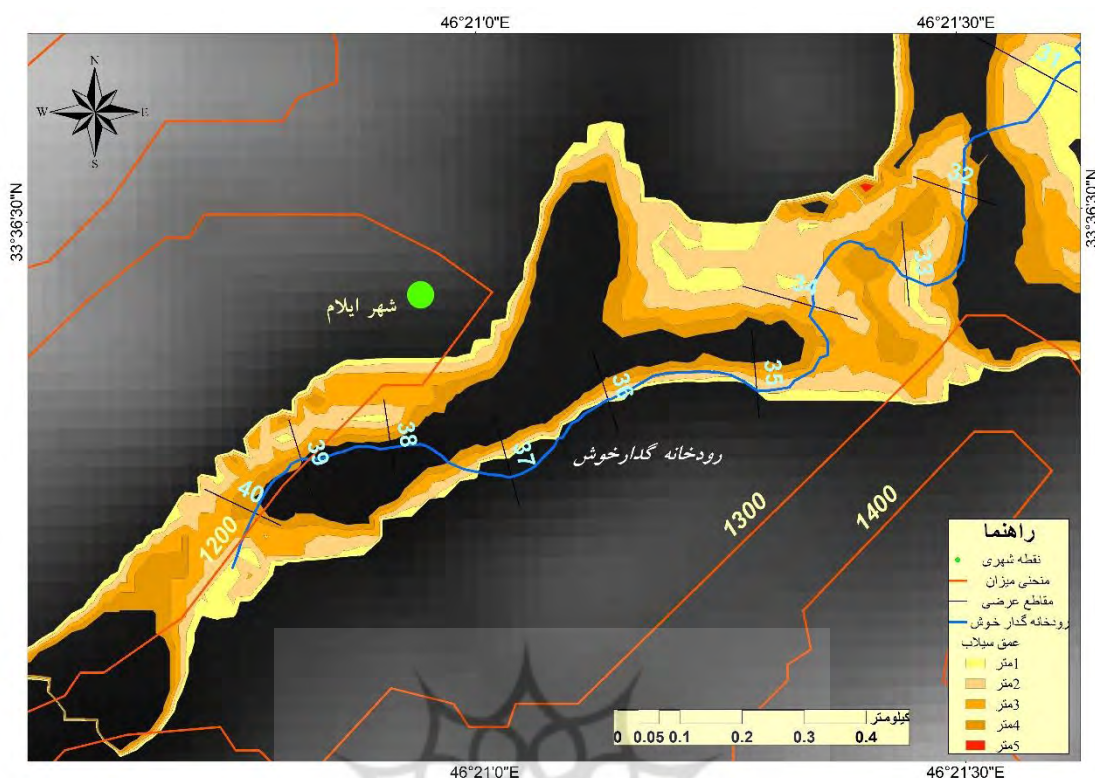 46°21'0"E
46°21'30"E
N
W
E
S
33°36'30"N
33°36'30"N
31
32
33
34
35
36
37
38
39
40
شهر ایلام
رودخانه گدارخوش
1200
1300
1400
راهنما
نقطه شهری
منحنی میزان
مقاطع عرضی
رودخانه گدار خوش
عمق سیلاب
1متر
2متر
3متر
4متر
5متر
کیلومتر
0 0.05 0.1 0.2 0.3 0.4
46°21'0"E
46°21'30"E